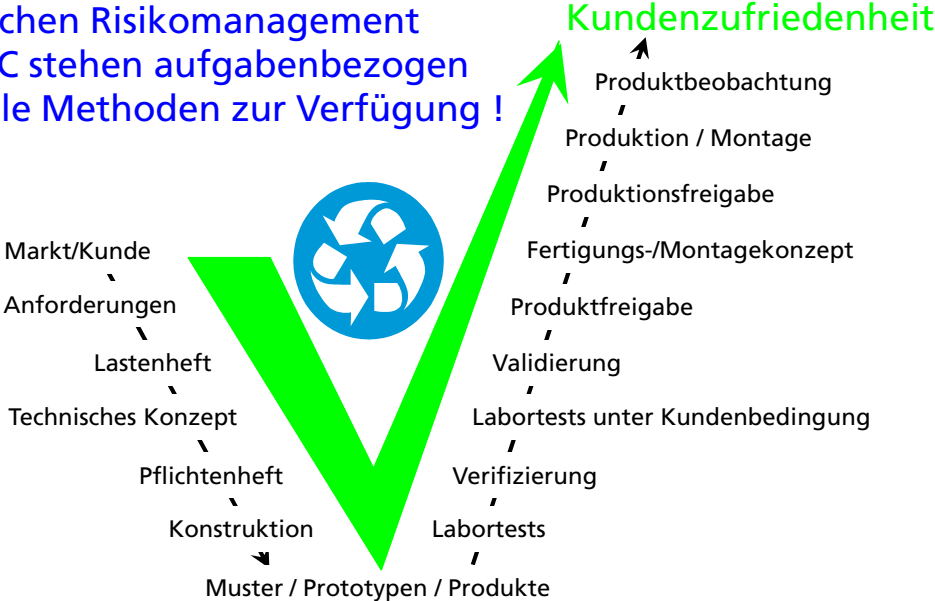 chen Risikomanagement
C stehen aufgabenbezogen
le Methoden zur Verfügung !
Kundenzufriedenheit
Produktbeobachtung
Produktion / Montage
Produktionsfreigabe
Markt/Kunde
Fertigungs-/Montagekonzept
Anforderungen
Produktfreigabe
Lastenheft
Validierung
Technisches Konzept
Labortests unter Kundenbedingung
Pflichtenheft
Verifizierung
Konstruktion
Labortests
Muster / Prototypen / Produkte